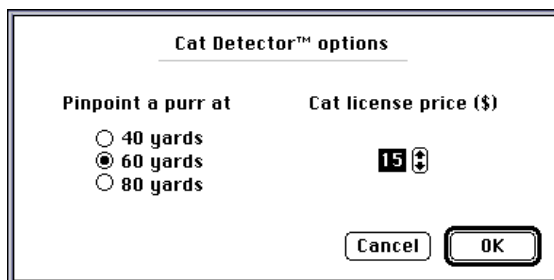 Cat Detector™ options
Pinpoint a purr at
40 yards
60 yards
80 yards
Cat license price ($)
15
Cancel
OK